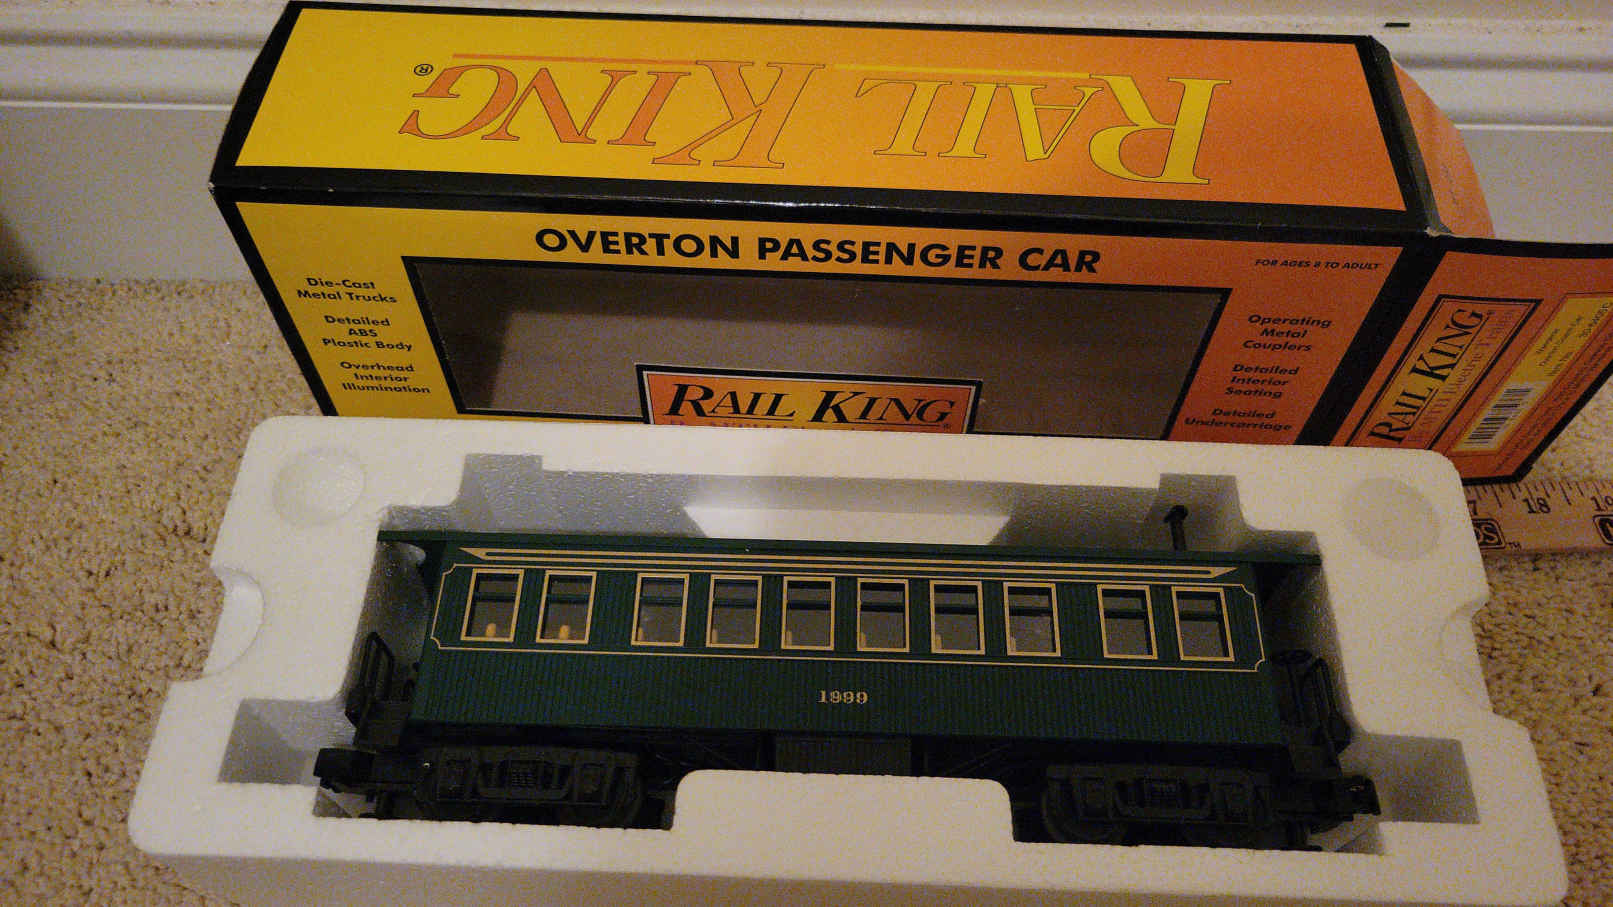 RAIL KING®
OVERTON PASSENGER CAR
FOR AGES 8 TO ADULT
Die-Cast
Metal Trucks
Detailed
ABS
Plastic Body
Overhead
Interior
Illumination
Operating
Metal
Couplers
Detailed
Interior
Seating
Detailed
Undercarriage
RAIL KING®
RAIL KING
18
1999